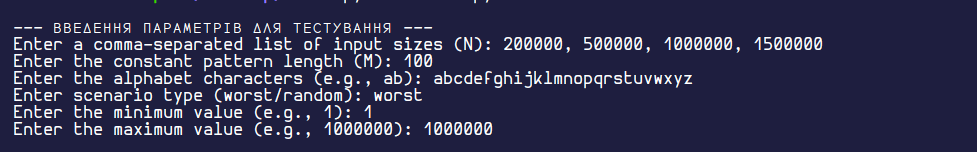 --- ВВЕДЕННЯ ПАРАМЕТРІВ ДЛЯ ТЕСТУВАННЯ ---
Enter a comma-separated list of input sizes (N): 200000, 500000, 1000000, 1500000
Enter the constant pattern length (M): 100
Enter the alphabet characters (e.g., ab): abcdefghijklmnopqrstuvwxyz
Enter scenario type (worst/random): worst
Enter the minimum value (e.g., 1): 1
Enter the maximum value (e.g., 1000000): 1000000